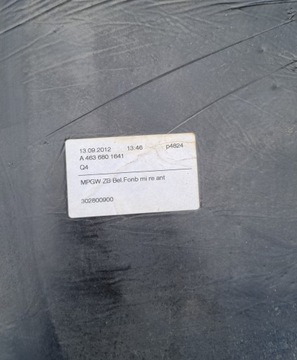 13.09.2012 13:46 p4824
A 463 680 1641
Q4
MPGW ZB Bel.Fonb mi.re ant
302800900